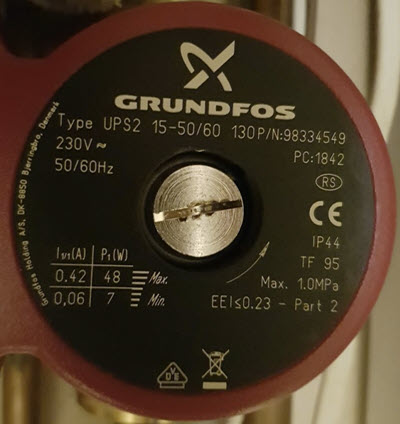 GRUNDFOS
Type UPS2 15-50/60 130 P/N:98334549
230V ~
PC:1842
50/60Hz
RS
CE
I1/1(A) P1(W)
IP44
0.42 48 Max.
TF 95
0,06 7 Min.
Max. 1.0MPa
EEI≤0.23 - Part 2
VDE
Grundfos Holding A/S, DK-8850 Bjerringbro, Denmark